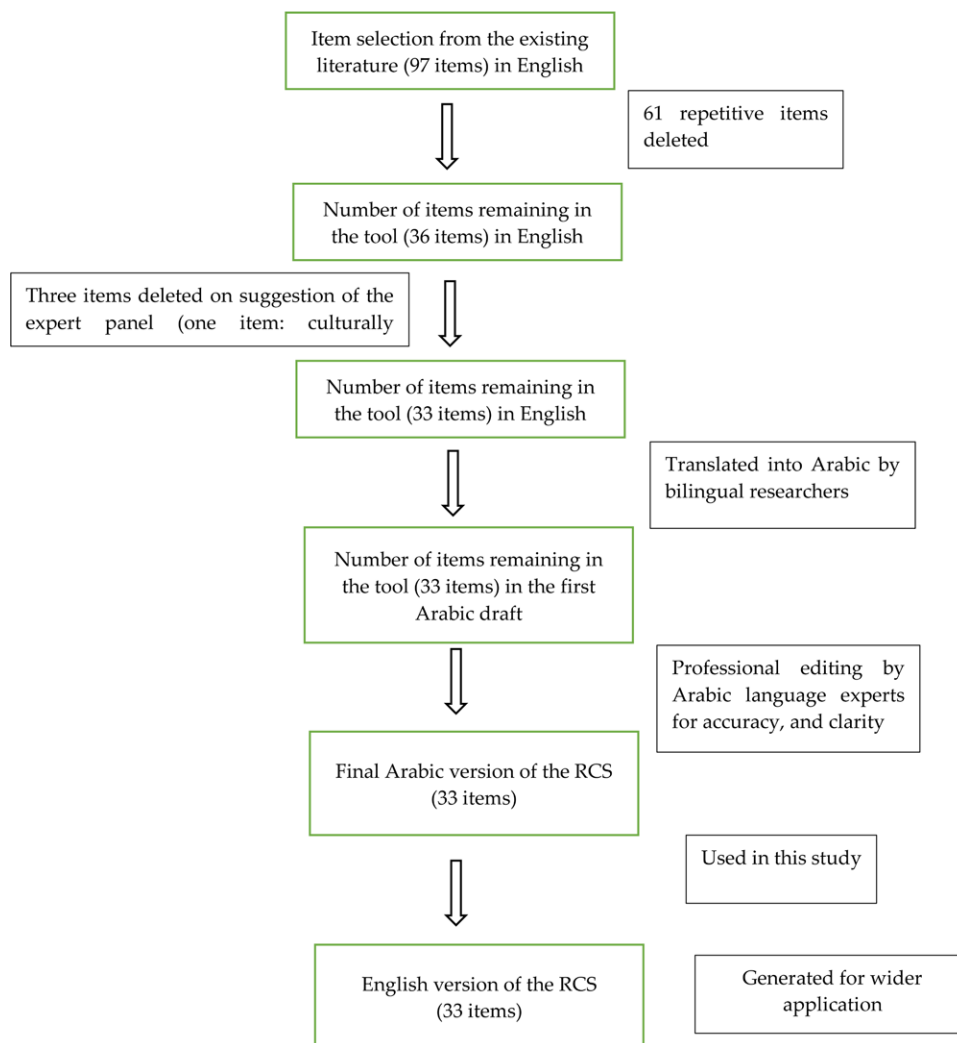 Item selection from the existing
literature (97 items) in English
61 repetitive items
deleted
Number of items remaining in
the tool (36 items) in English
Three items deleted on suggestion of the
expert panel (one item: culturally
Number of items remaining in
the tool (33 items) in English
Translated into Arabic by
bilingual researchers
Number of items remaining in
the tool (33 items) in the first
Arabic draft
Professional editing by
Arabic language experts
for accuracy, and clarity
Final Arabic version of the RCS
(33 items)
Used in this study
English version of the RCS
(33 items)
Generated for wider
application